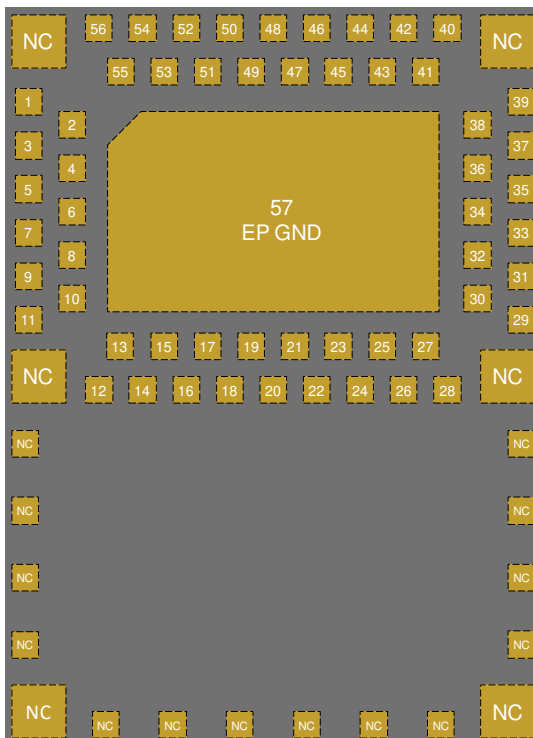 NC 56 54 52 50 48 46 44 42 40 NC
55 53 51 49 47 45 43 41
1 39
2 38
3 37
4 36
5 35
57
6 34
EP GND
7 33
8 32
9 31
10 30
11 29
13 15 17 19 21 23 25 27
NC NC
12 14 16 18 20 22 24 26 28
NC NC
NC NC
NC NC
NC NC
NC NC
NC NC NC NC NC NC